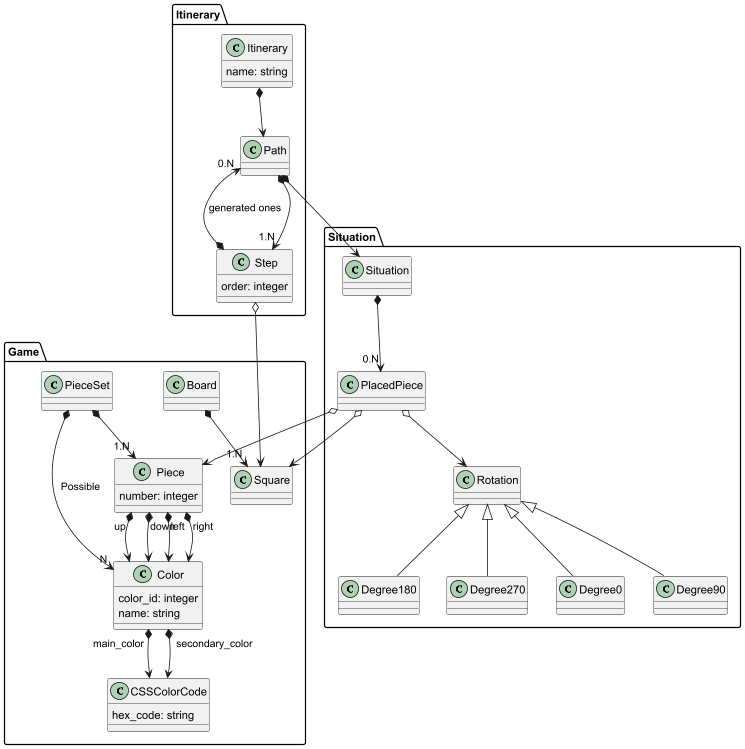 Itinerary
C Itinerary
name: string
C Path
0.N
generated ones
1.N
C Step
order: integer
Situation
C Situation
0.N
C PlacedPiece
C Rotation
C Degree180
C Degree270
C Degree0
C Degree90
Game
C PieceSet
C Board
1.N
1.N
C Piece
number: integer
C Square
Possible
up
down
left
right
N
C Color
color_id: integer
name: string
main_color
secondary_color
C CSSColorCode
hex_code: string